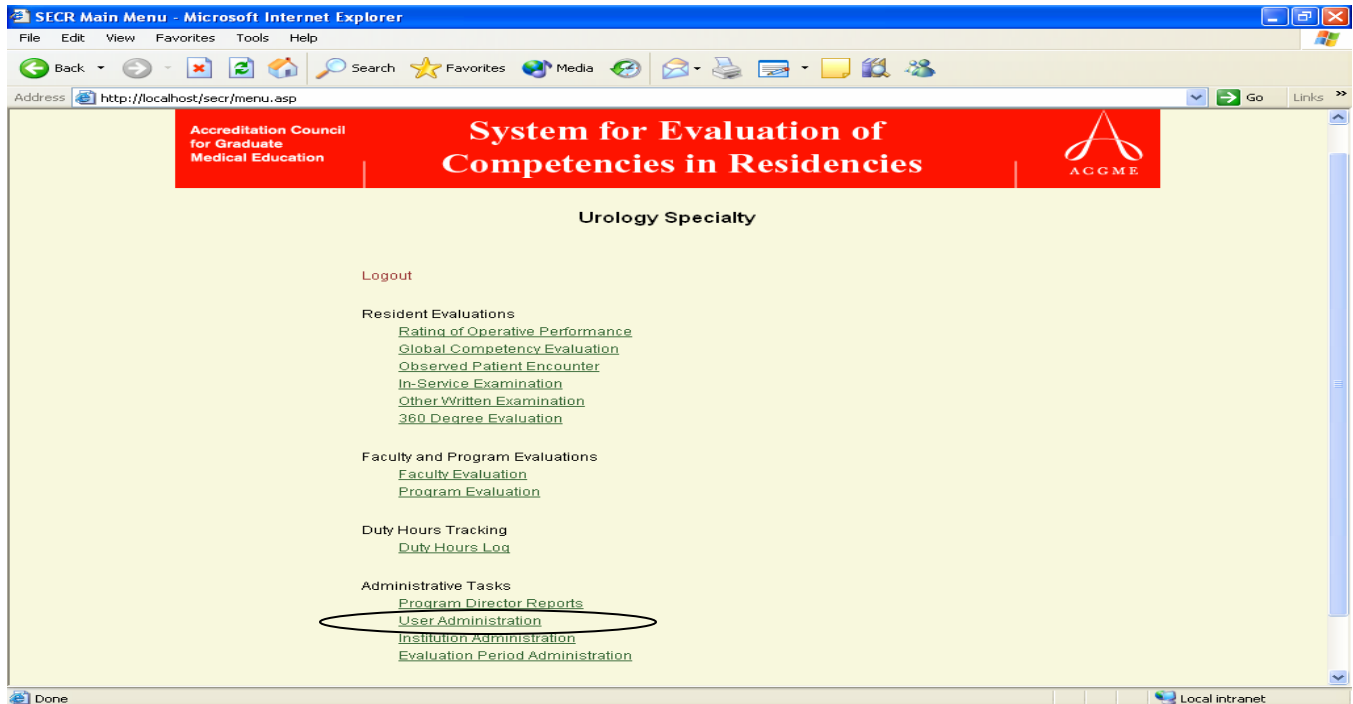 SECR Main Menu - Microsoft Internet Explorer
File Edit View Favorites Tools Help
Back Search Favorites Media
Address http://localhost/secr/menu.asp Go Links »
Accreditation Council
for Graduate
Medical Education
System for Evaluation of
Competencies in Residencies
ACGME
Urology Specialty
Logout
Resident Evaluations
Rating of Operative Performance
Global Competency Evaluation
Observed Patient Encounter
In-Service Examination
Other Written Examination
360 Degree Evaluation
Faculty and Program Evaluations
Faculty Evaluation
Program Evaluation
Duty Hours Tracking
Duty Hours Log
Administrative Tasks
Program Director Reports
User Administration
Institution Administration
Evaluation Period Administration
Done Local intranet